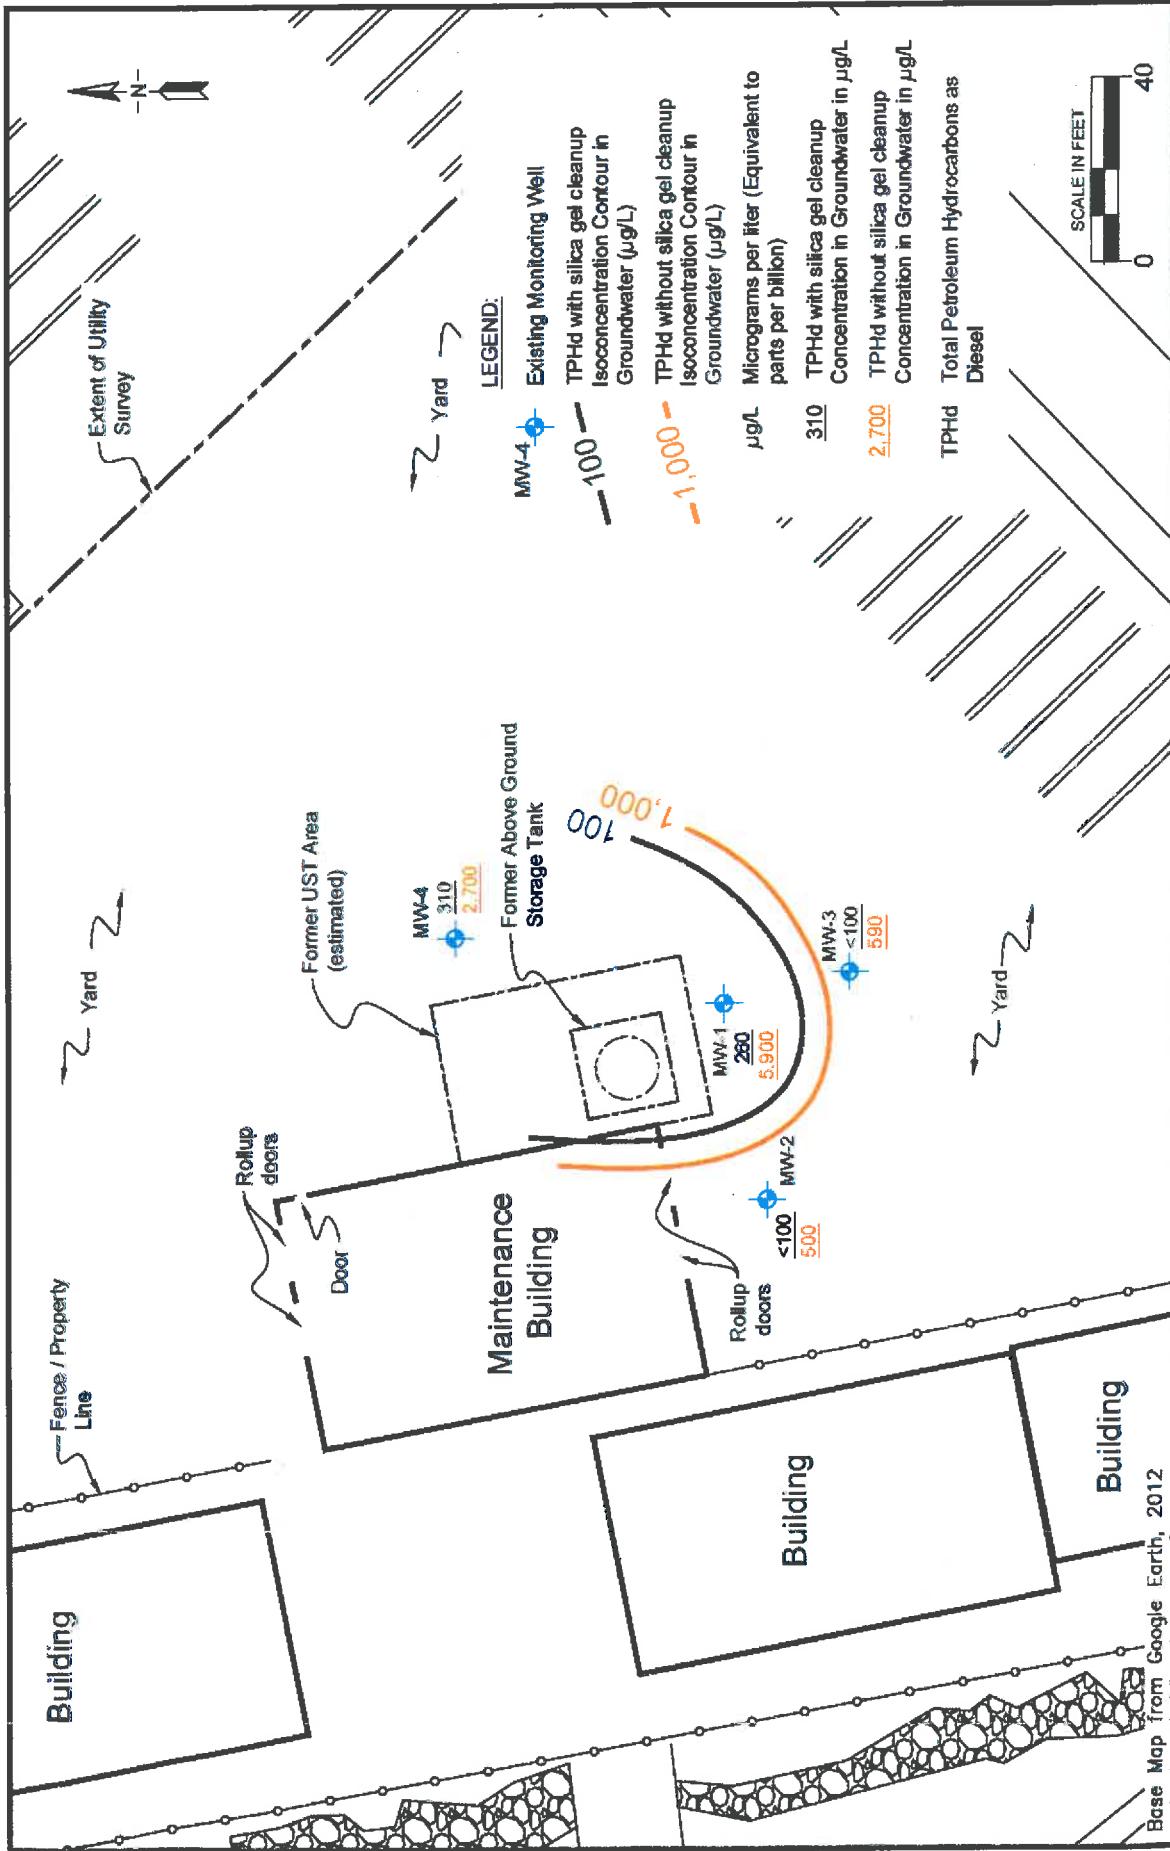 Building
Fence / Property
Line
Yard
Rollup
doors
Door
Maintenance
Building
Former UST Area
(estimated)
MW-4
310
2,700
Former Above Ground
Storage Tank
MW-1
260
5,900
100
1,000
MW-3
<100
590
MW-2
<100
500
Rollup
doors
Building
Building
Yard
Extent of Utility
Survey
Yard
-N-
LEGEND:
MW-4 Existing Monitoring Well
100 TPHd with silica gel cleanup
Isoconcentration Contour in
Groundwater (µg/L)
1,000 TPHd without silica gel cleanup
Isoconcentration Contour in
Groundwater (µg/L)
µg/L Micrograms per liter (Equivalent to
parts per billion)
310 TPHd with silica gel cleanup
Concentration in Groundwater in µg/L
2,700 TPHd without silica gel cleanup
Concentration in Groundwater in µg/L
TPHd Total Petroleum Hydrocarbons as
Diesel
SCALE IN FEET
0 40
Base Map from Google Earth, 2012